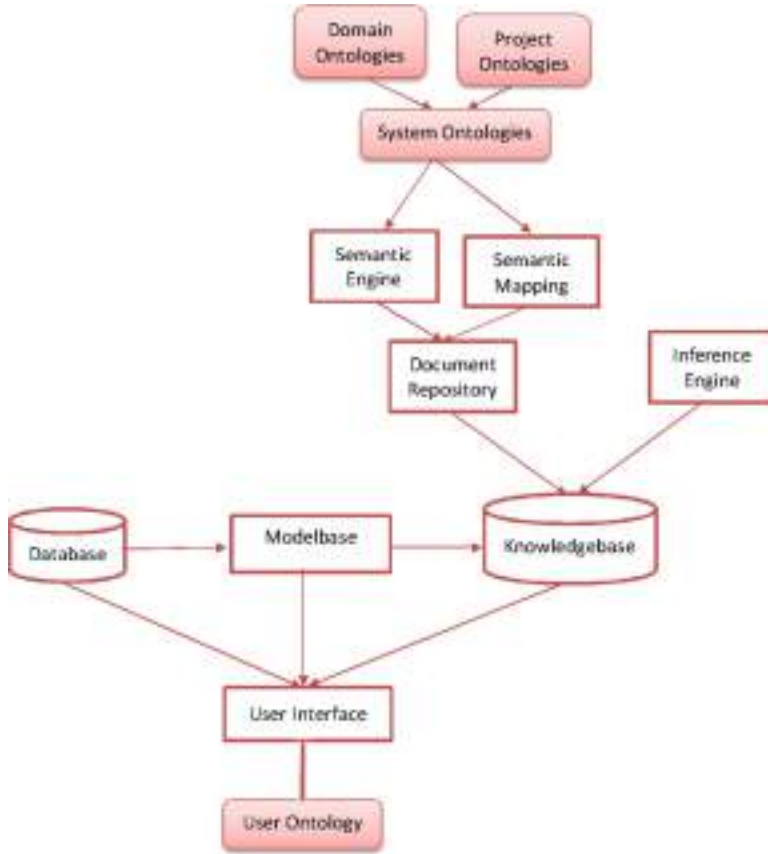 Domain
Ontologies
Project
Ontologies
System Ontologies
Semantic
Engine
Semantic
Mapping
Document
Repository
Inference
Engine
Database
Modelbase
Knowledgebase
User Interface
User Ontology